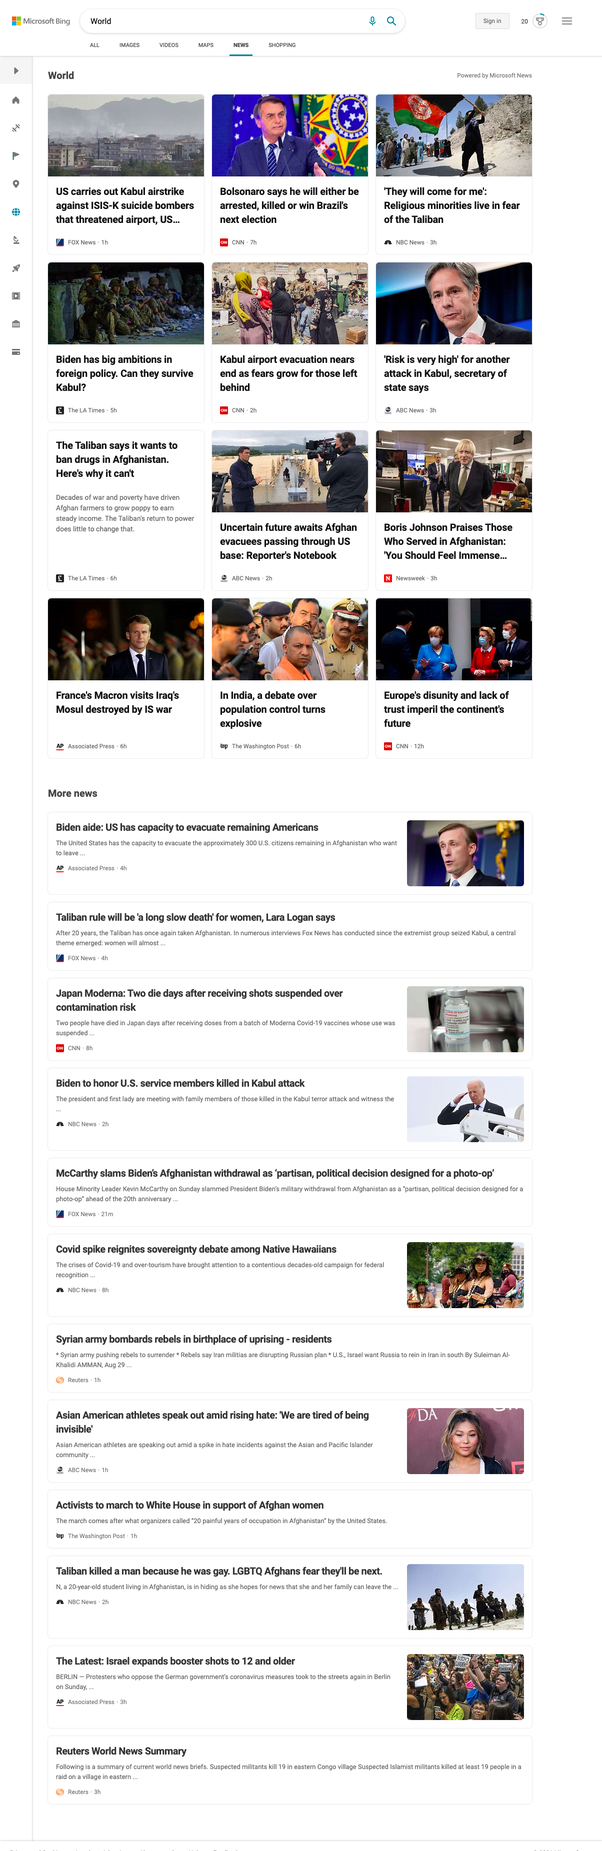 Microsoft Bing
World
Sign in
20
ALL
IMAGES
VIDEOS
MAPS
NEWS
SHOPPING
World
Powered by Microsoft News
US carries out Kabul airstrike
against ISIS-K suicide bombers
that threatened airport, US...
FOX News · 1h
Bolsonaro says he will either be
arrested, killed or win Brazil's
next election
CNN · 7h
'They will come for me':
Religious minorities live in fear
of the Taliban
NBC News · 3h
Biden has big ambitions in
foreign policy. Can they survive
Kabul?
The LA Times · 5h
Kabul airport evacuation nears
end as fears grow for those left
behind
CNN · 2h
'Risk is very high' for another
attack in Kabul, secretary of
state says
ABC News · 3h
The Taliban says it wants to
ban drugs in Afghanistan.
Here's why it can't
Decades of war and poverty have driven
Afghan farmers to grow poppy to earn
steady income. The Taliban's return to power
does little to change that.
The LA Times · 6h
Uncertain future awaits Afghan
evacuees passing through US
base: Reporter's Notebook
ABC News · 2h
Boris Johnson Praises Those
Who Served in Afghanistan:
'You Should Feel Immense...
Newsweek · 3h
France's Macron visits Iraq's
Mosul destroyed by IS war
Associated Press · 6h
In India, a debate over
population control turns
explosive
The Washington Post · 6h
Europe's disunity and lack of
trust imperil the continent's
future
CNN · 12h
More news
Biden aide: US has capacity to evacuate remaining Americans
The United States has the capacity to evacuate the approximately 300 U.S. citizens remaining in Afghanistan who want
to leave ...
Associated Press · 4h
Taliban rule will be 'a long slow death' for women, Lara Logan says
After 20 years, the Taliban has once again taken Afghanistan. In numerous interviews Fox News has conducted since the extremist group seized Kabul, a central
theme emerged: women will almost ...
FOX News · 4h
Japan Moderna: Two die days after receiving shots suspended over
contamination risk
Two people have died in Japan days after receiving doses from a batch of Moderna Covid-19 vaccines whose use was
suspended ...
CNN · 8h
Biden to honor U.S. service members killed in Kabul attack
The president and first lady are meeting with family members of those killed in the Kabul terror attack and witness the
...
NBC News · 2h
McCarthy slams Biden's Afghanistan withdrawal as 'partisan, political decision designed for a photo-op'
House Minority Leader Kevin McCarthy on Sunday slammed President Biden's military withdrawal from Afghanistan as a "partisan, political decision designed for a
photo-op" ahead of the 20th anniversary ...
FOX News · 21m
Covid spike reignites sovereignty debate among Native Hawaiians
The crises of Covid-19 and over-tourism have brought attention to a contentious decades-old campaign for federal
recognition ...
NBC News · 8h
Syrian army bombards rebels in birthplace of uprising - residents
* Syrian army pushing rebels to surrender * Rebels say Iran militias are disrupting Russian plan * U.S., Israel want Russia to rein in Iran in south By Suleiman Al-
Khalidi AMMAN, Aug 29 ...
Reuters · 1h
Asian American athletes speak out amid rising hate: 'We are tired of being
invisible'
Asian American athletes are speaking out amid a spike in hate incidents against the Asian and Pacific Islander
community ...
ABC News · 1h
DA
Activists to march to White House in support of Afghan women
The march comes after what organizers called "20 painful years of occupation in Afghanistan" by the United States.
The Washington Post · 1h
Taliban killed a man because he was gay. LGBTQ Afghans fear they'll be next.
N, a 20-year-old student living in Afghanistan, is in hiding as she hopes for news that she and her family can leave the ...
NBC News · 2h
The Latest: Israel expands booster shots to 12 and older
BERLIN — Protesters who oppose the German government's coronavirus measures took to the streets again in Berlin
on Sunday, ...
Associated Press · 3h
Reuters World News Summary
Following is a summary of current world news briefs. Suspected militants kill 19 in eastern Congo village Suspected Islamist militants killed at least 19 people in a
raid on a village in eastern ...
Reuters · 3h